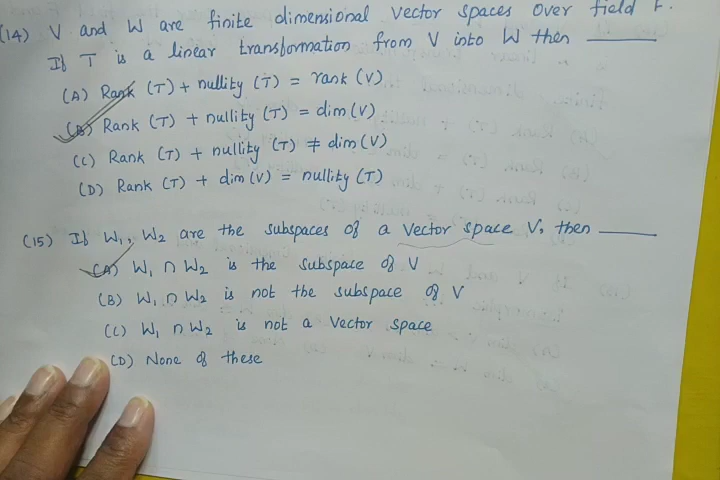 (14) V and W are finite dimensional vector spaces over field F.
If T is a linear transformation from V into W then ______
(A) Rank (T) + nullity (T) = rank (V)
(B) Rank (T) + nullity (T) = dim (V)
(C) Rank (T) + nullity (T) ≠ dim (V)
(D) Rank (T) + dim (V) = nullity (T)
(15) If W₁, W₂ are the subspaces of a vector space V, then ______
(A) W₁ ∩ W₂ is the subspace of V
(B) W₁ ∩ W₂ is not the subspace of V
(C) W₁ ∩ W₂ is not a vector space
(D) None of these